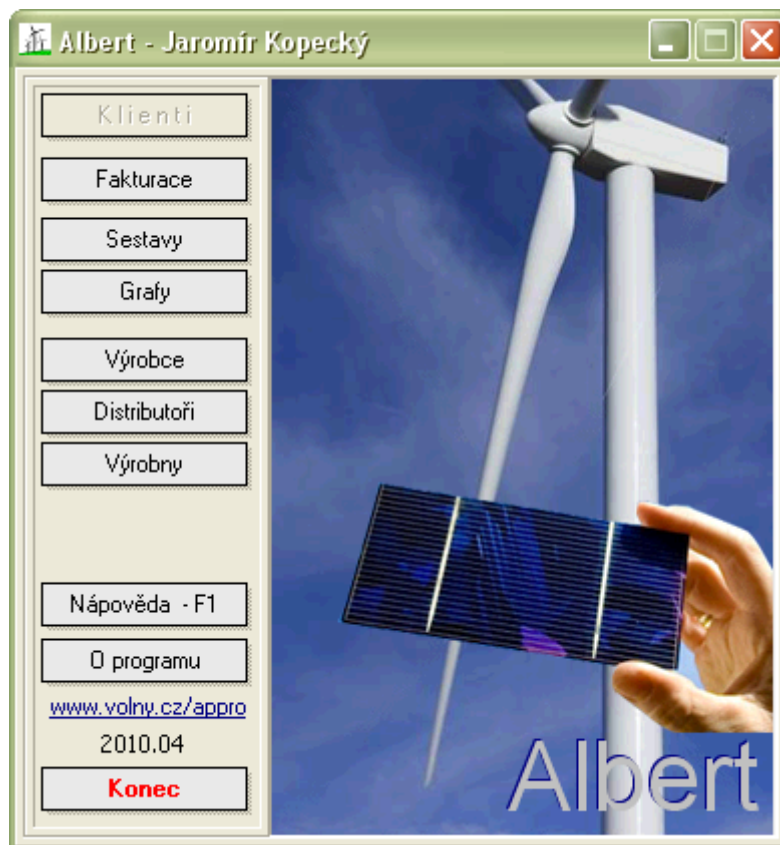 Albert - Jaromír Kopecký
Klienti
Fakturace
Sestavy
Grafy
Výrobce
Distributoři
Výrobny
Nápověda - F1
O programu
www.volny.cz/appro
2010.04
Konec
Albert